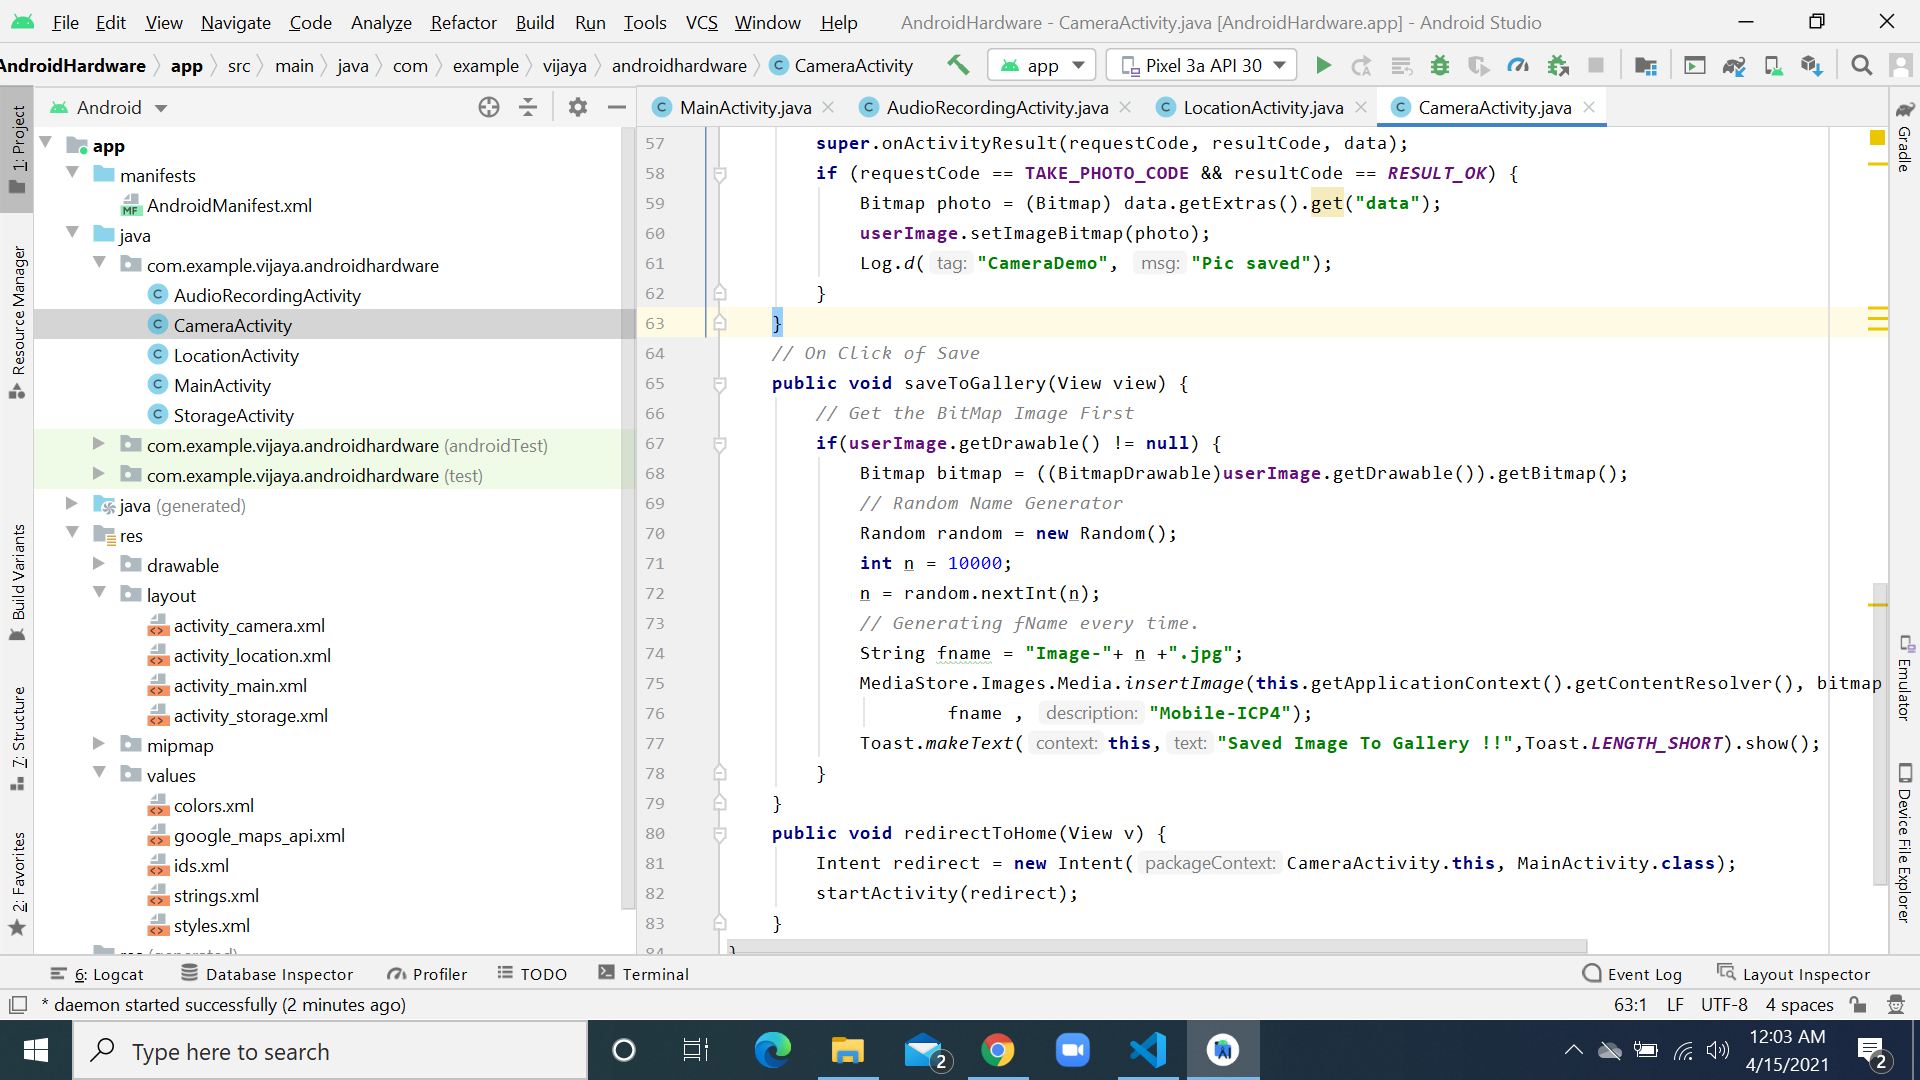 File Edit View Navigate Code Analyze Refactor Build Run Tools VCS Window Help AndroidHardware - CameraActivity.java [AndroidHardware.app] - Android Studio
AndroidHardware app src main java com example vijaya androidhardware CameraActivity app Pixel 3a API 30
Android
MainActivity.java AudioRecordingActivity.java LocationActivity.java CameraActivity.java
1: Project
Resource Manager
Build Variants
7: Structure
2: Favorites
app
manifests
AndroidManifest.xml
java
com.example.vijaya.androidhardware
AudioRecordingActivity
CameraActivity
LocationActivity
MainActivity
StorageActivity
com.example.vijaya.androidhardware (androidTest)
com.example.vijaya.androidhardware (test)
java (generated)
res
drawable
layout
activity_camera.xml
activity_location.xml
activity_main.xml
activity_storage.xml
mipmap
values
colors.xml
google_maps_api.xml
ids.xml
strings.xml
styles.xml
57 super.onActivityResult(requestCode, resultCode, data);
58 if (requestCode == TAKE_PHOTO_CODE && resultCode == RESULT_OK) {
59 Bitmap photo = (Bitmap) data.getExtras().get("data");
60 userImage.setImageBitmap(photo);
61 Log.d( tag: "CameraDemo", msg: "Pic saved");
62 }
63 }
64 // On Click of Save
65 public void saveToGallery(View view) {
66 // Get the BitMap Image First
67 if(userImage.getDrawable() != null) {
68 Bitmap bitmap = ((BitmapDrawable)userImage.getDrawable()).getBitmap();
69 // Random Name Generator
70 Random random = new Random();
71 int n = 10000;
72 n = random.nextInt(n);
73 // Generating fName every time.
74 String fname = "Image-"+ n +".jpg";
75 MediaStore.Images.Media.insertImage(this.getApplicationContext().getContentResolver(), bitmap
76 fname , description: "Mobile-ICP4");
77 Toast.makeText( context: this, text: "Saved Image To Gallery !!",Toast.LENGTH_SHORT).show();
78 }
79 }
80 public void redirectToHome(View v) {
81 Intent redirect = new Intent( packageContext: CameraActivity.this, MainActivity.class);
82 startActivity(redirect);
83 }
Gradle
Emulator
Device File Explorer
6: Logcat Database Inspector Profiler TODO Terminal Event Log Layout Inspector
* daemon started successfully (2 minutes ago) 63:1 LF UTF-8 4 spaces
Type here to search
2
12:03 AM
4/15/2021
2